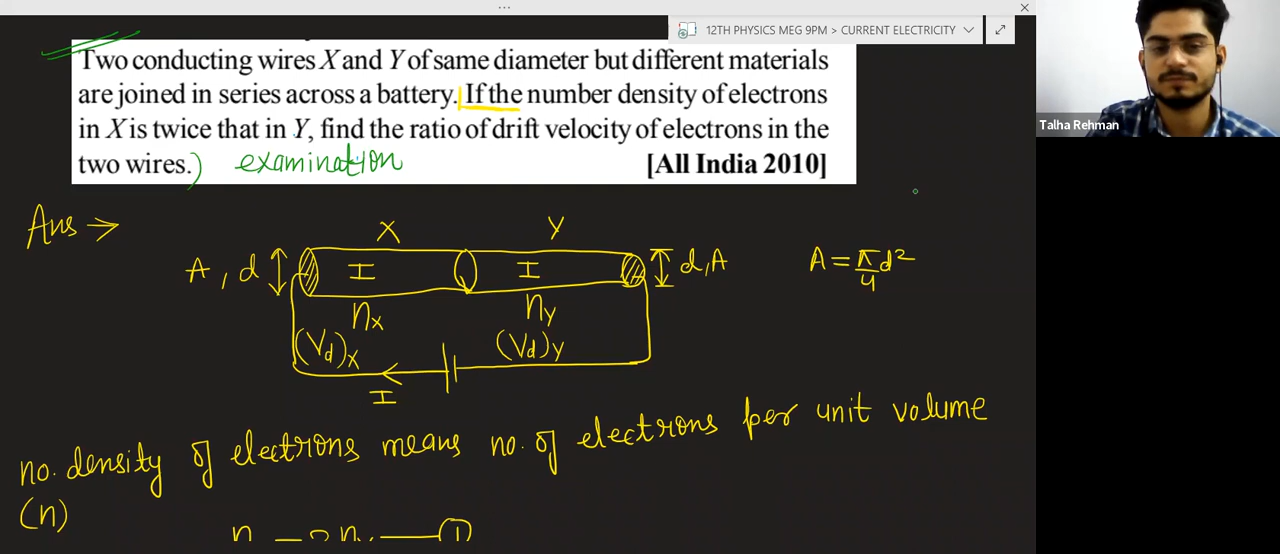 12TH PHYSICS MEG 9PM > CURRENT ELECTRICITY
Talha Rehman
Two conducting wires X and Y of same diameter but different materials
are joined in series across a battery. If the number density of electrons
in X is twice that in Y, find the ratio of drift velocity of electrons in the
two wires.) examination [All India 2010]
Ans →
X Y
A, d I I d, A A = π/4 d²
nx ny
(Vd)x (Vd)y
I
no. density of electrons means no. of electrons per unit volume
(n)